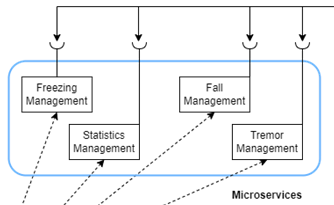 Freezing
Management
Fall
Management
Statistics
Management
Tremor
Management
Microservices